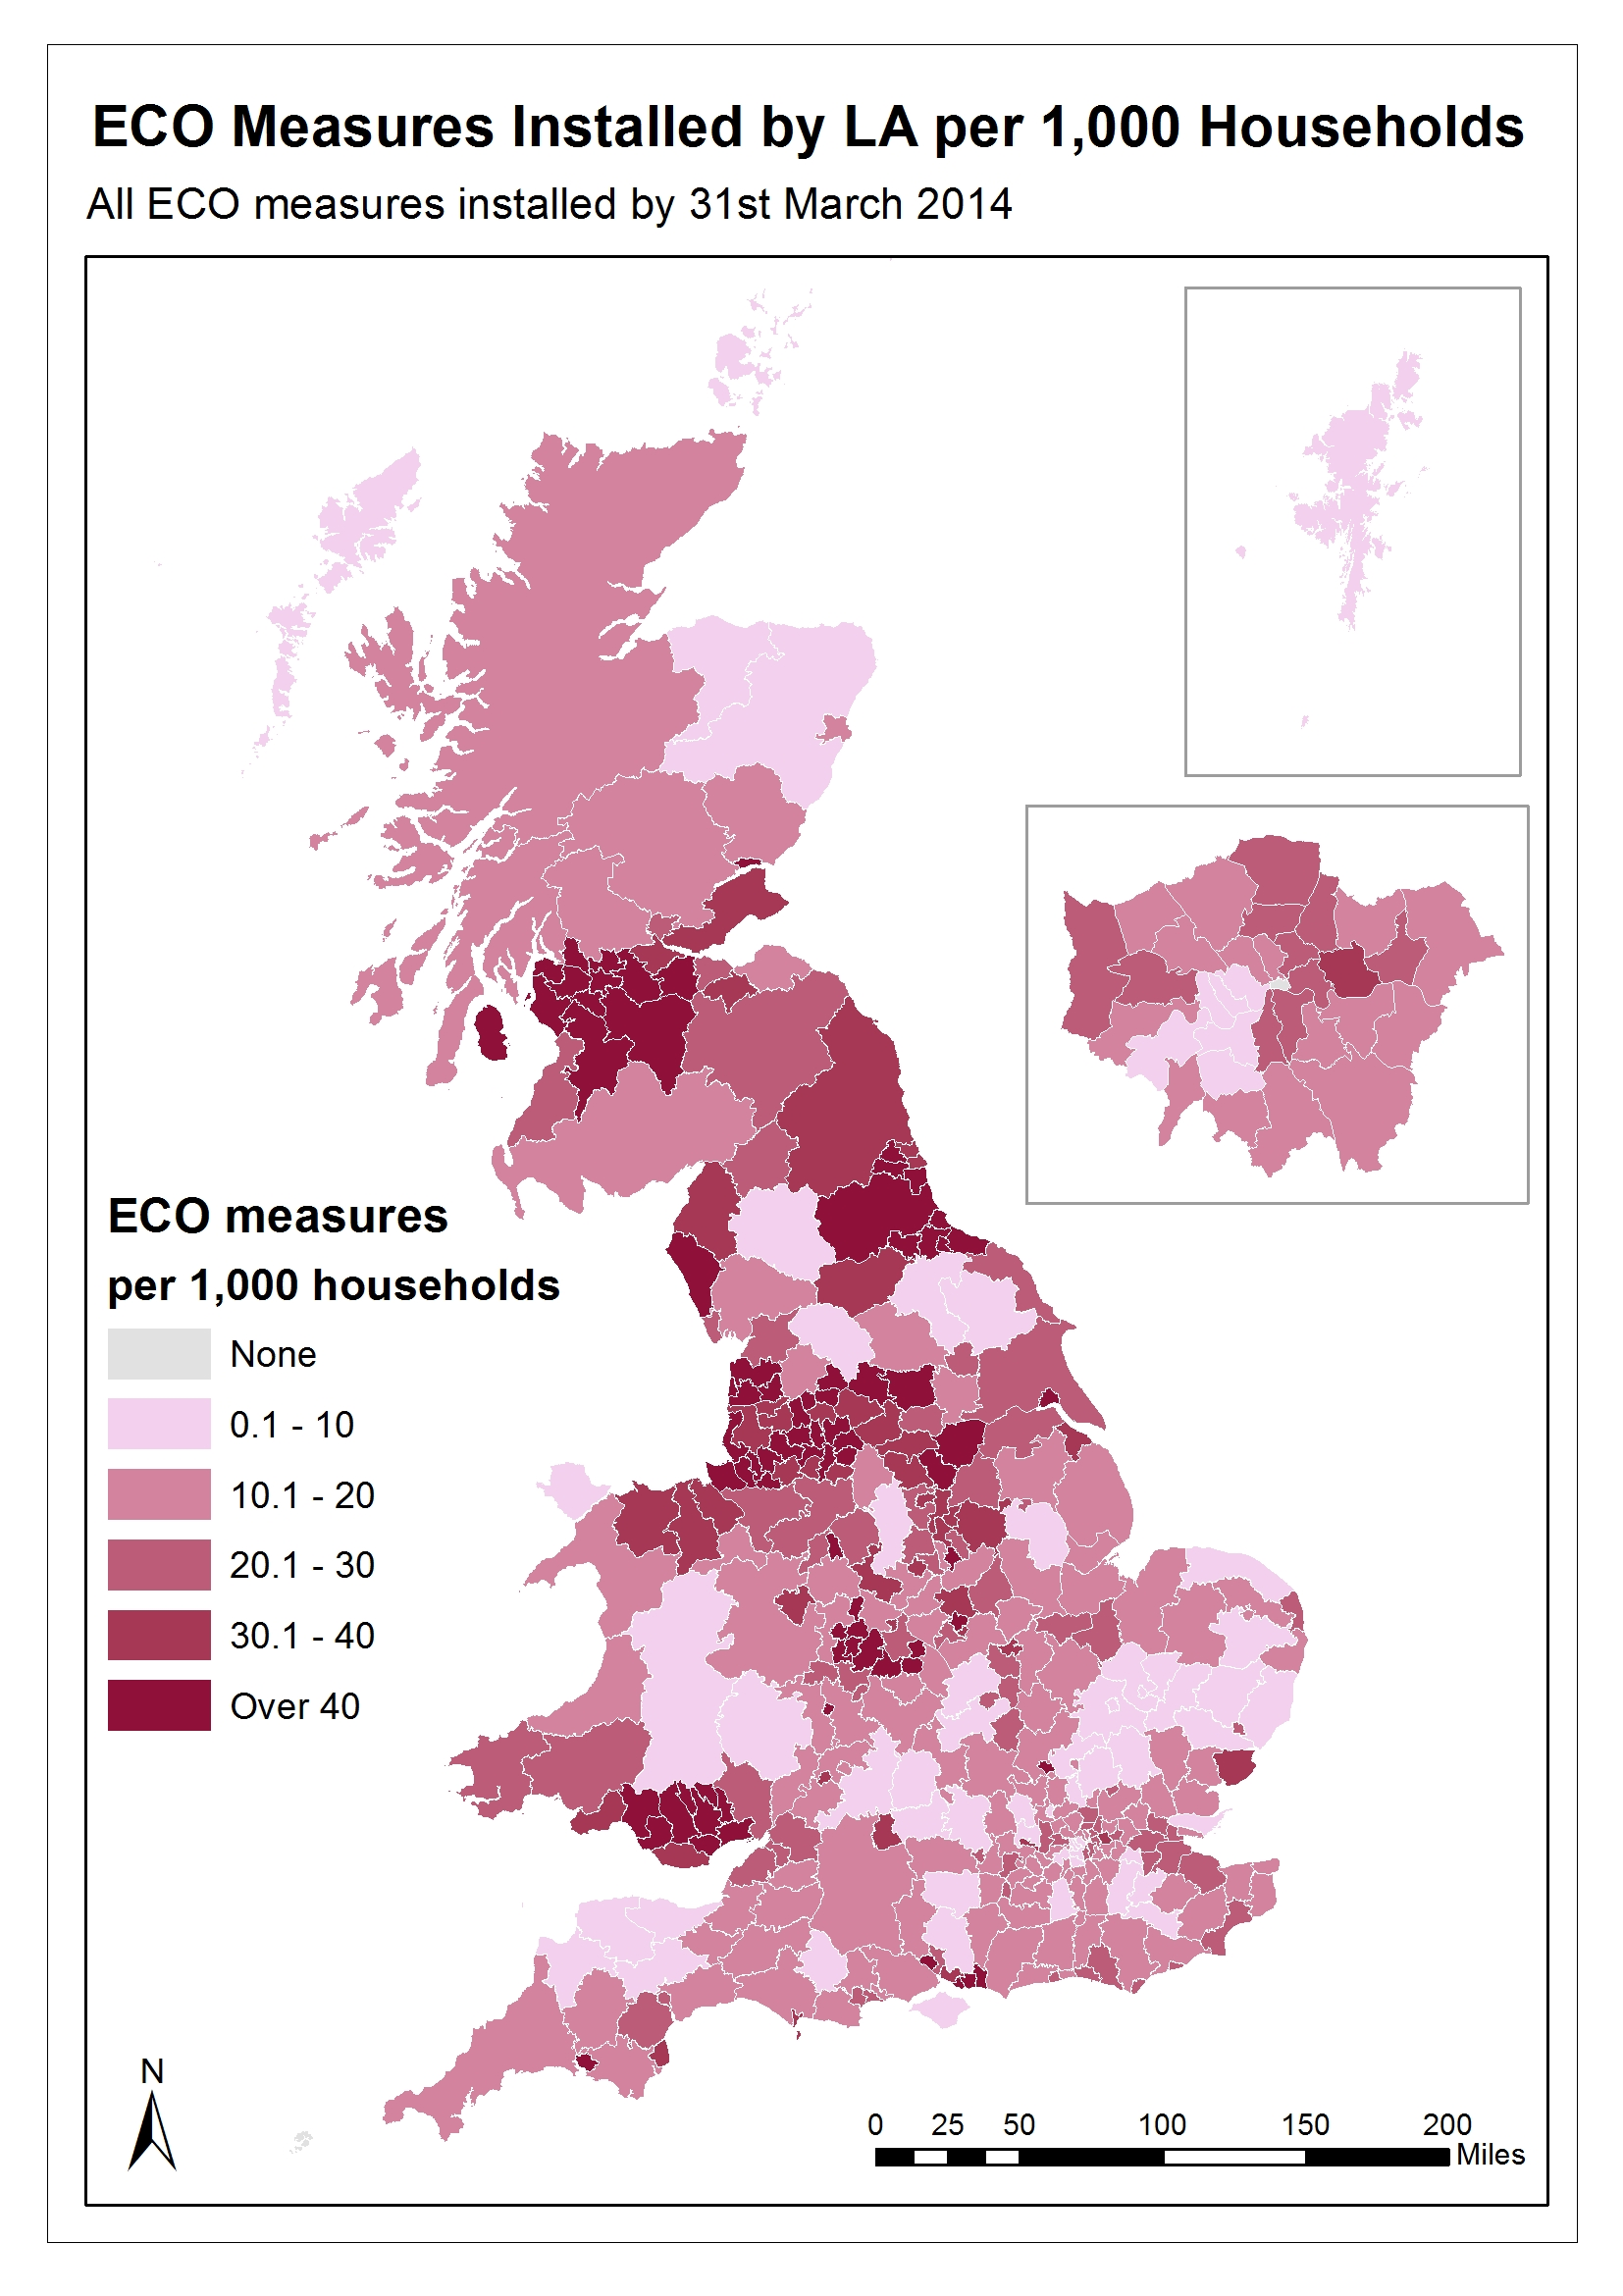 ECO Measures Installed by LA per 1,000 Households
All ECO measures installed by 31st March 2014
ECO measures
per 1,000 households
None
0.1 - 10
10.1 - 20
20.1 - 30
30.1 - 40
Over 40
N
0 25 50 100 150 200
Miles